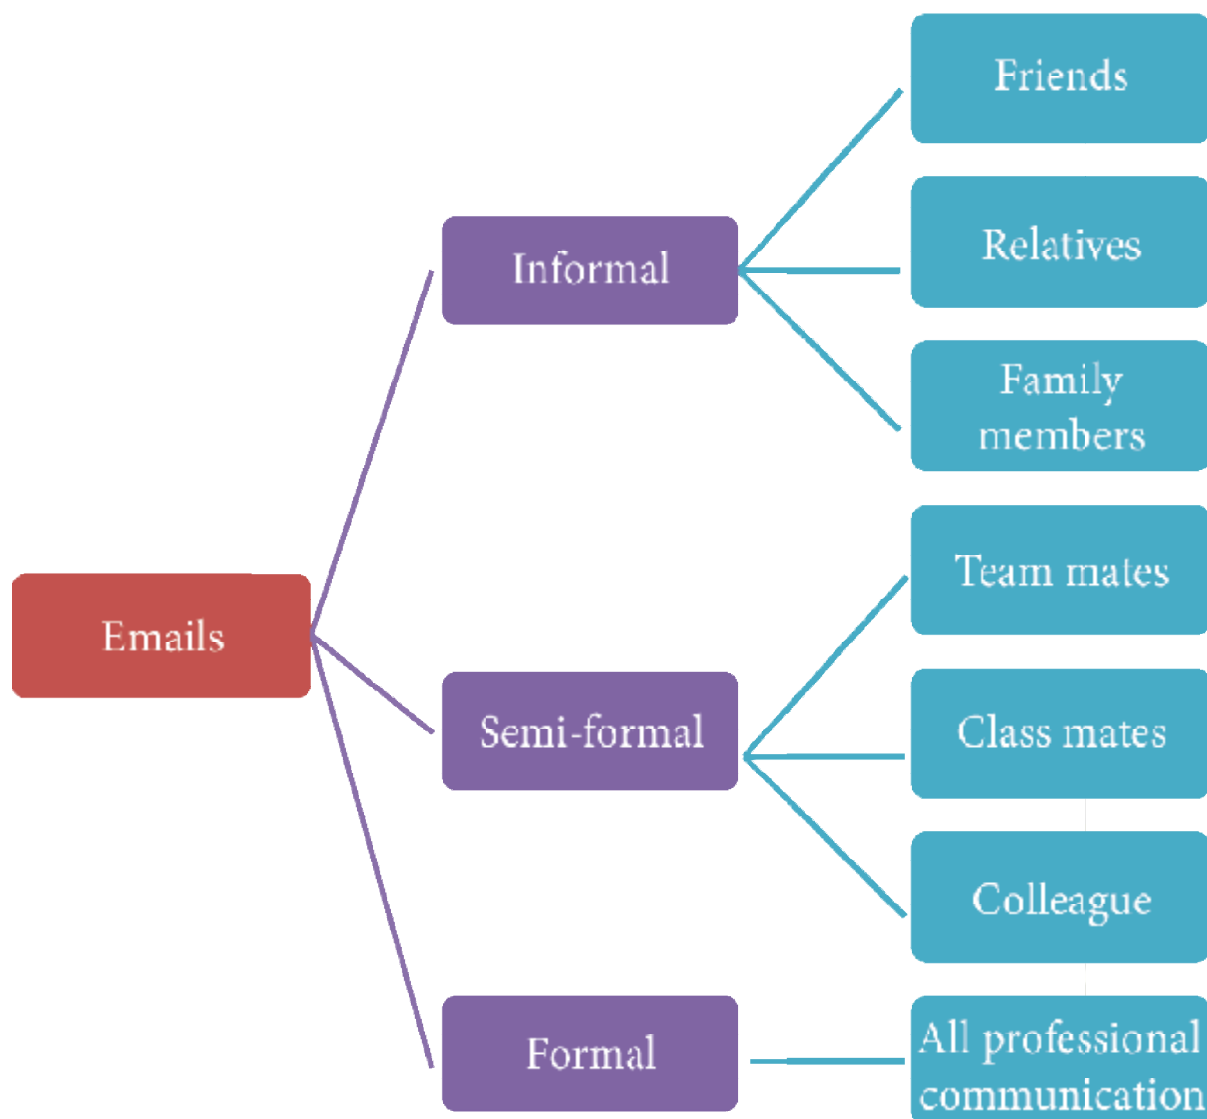 Friends
Relatives
Informal
Family
members
Team mates
Emails
Semi-formal
Class mates
Colleague
Formal
All professional
communication